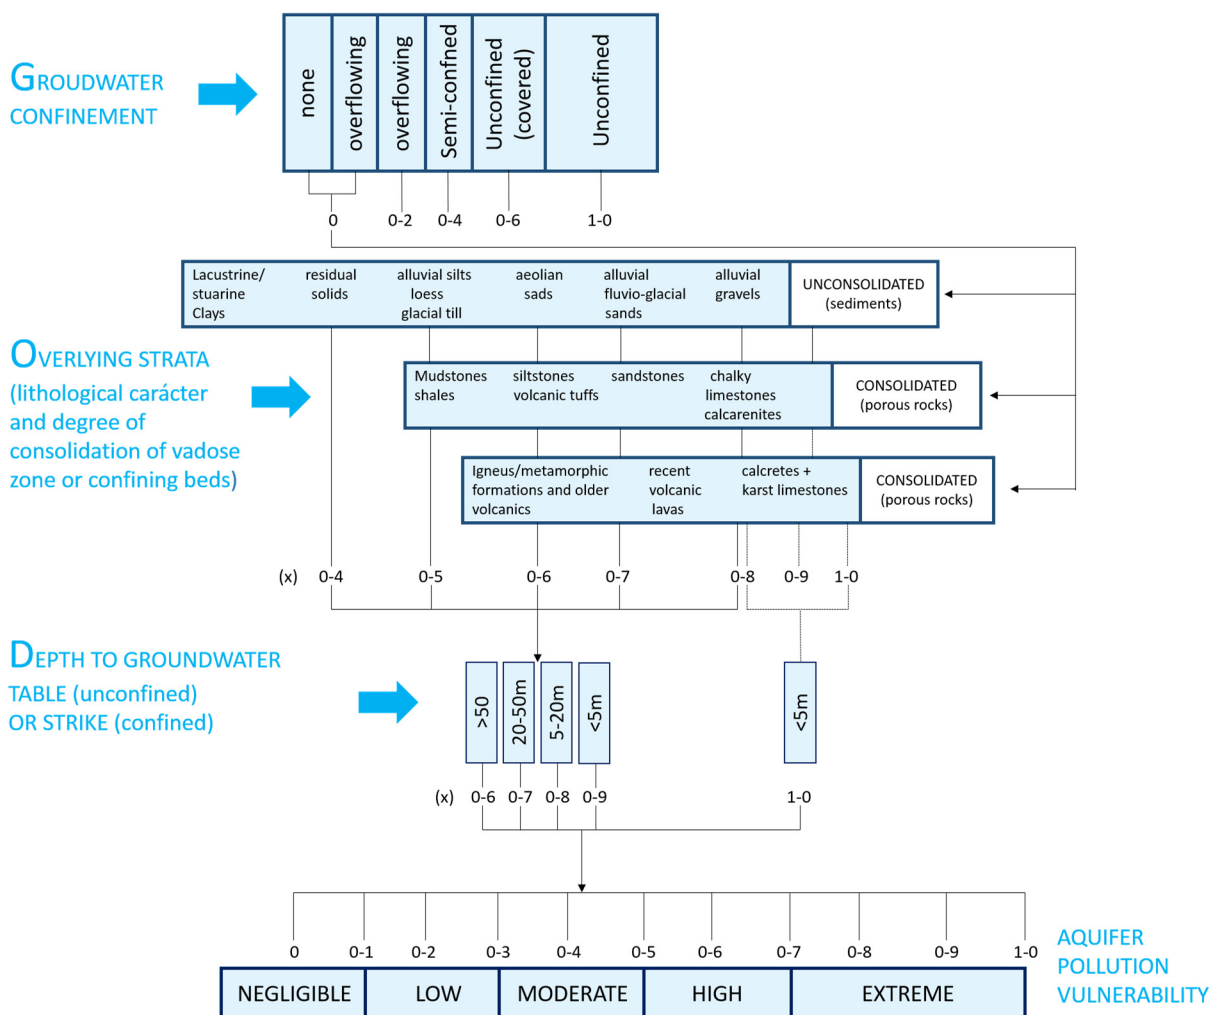 GROUDWATER
CONFINEMENT
none
overflowing
overflowing
Semi-confned
Unconfined
(covered)
Unconfined
0
0-2
0-4
0-6
1-0
Lacustrine/
stuarine
Clays
residual
solids
alluvial silts
loess
glacial till
aeolian
sads
alluvial
fluvio-glacial
sands
alluvial
gravels
UNCONSOLIDATED
(sediments)
OVERLYING STRATA
(lithological carácter
and degree of
consolidation of vadose
zone or confining beds)
Mudstones
shales
siltstones
volcanic tuffs
sandstones
chalky
limestones
calcarenites
CONSOLIDATED
(porous rocks)
Igneus/metamorphic
formations and older
volcanics
recent
volcanic
lavas
calcretes +
karst limestones
CONSOLIDATED
(porous rocks)
(x)
0-4
0-5
0-6
0-7
0-8
0-9
1-0
DEPTH TO GROUNDWATER
TABLE (unconfined)
OR STRIKE (confined)
>50
20-50m
5-20m
<5m
<5m
(x)
0-6
0-7
0-8
0-9
1-0
0
0-1
0-2
0-3
0-4
0-5
0-6
0-7
0-8
0-9
1-0
NEGLIGIBLE
LOW
MODERATE
HIGH
EXTREME
AQUIFER
POLLUTION
VULNERABILITY